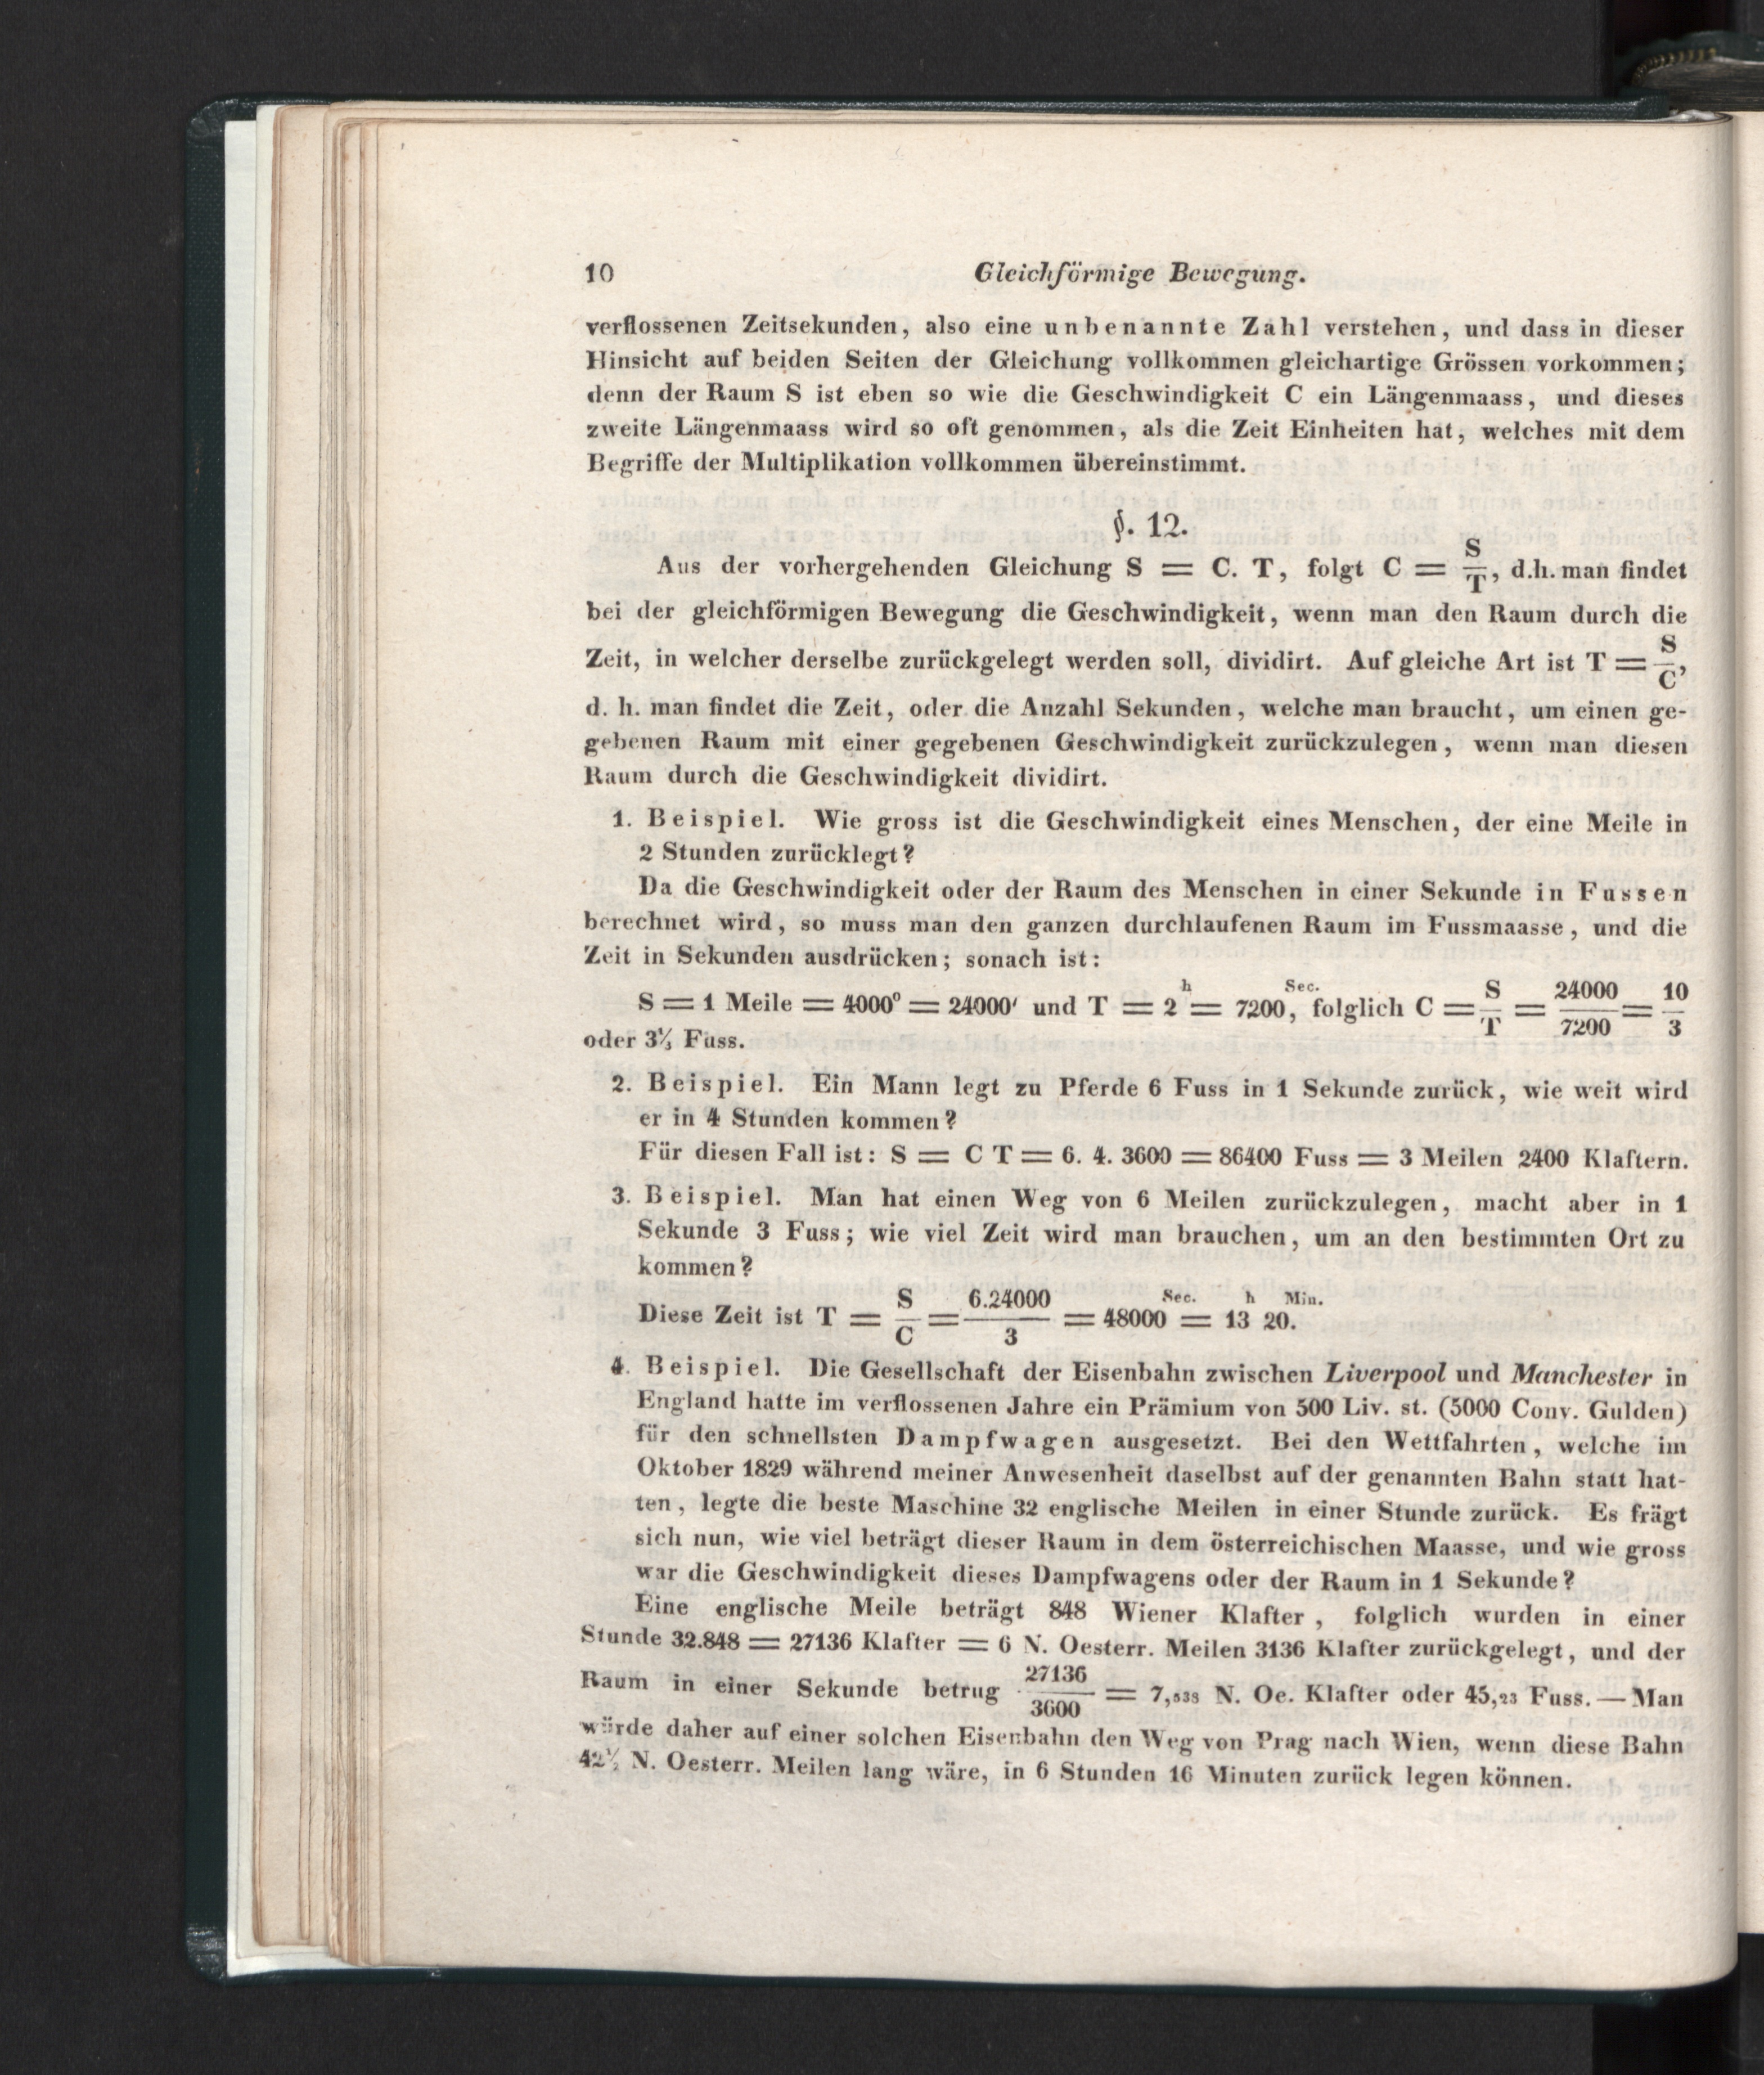 10 Gleichförmige Bewegung.
verflossenen Zeitsekunden, also eine unbenannte Zahl verstehen, und dass in dieser
Hinsicht auf beiden Seiten der Gleichung vollkommen gleichartige Grössen vorkommen;
denn der Raum S ist eben so wie die Geschwindigkeit C ein Längenmaass, und dieses
zweite Längenmaass wird so oft genommen, als die Zeit Einheiten hat, welches mit dem
Begriffe der Multiplikation vollkommen übereinstimmt.
§. 12.
Aus der vorhergehenden Gleichung S = C. T, folgt C = S/T, d.h. man findet
bei der gleichförmigen Bewegung die Geschwindigkeit, wenn man den Raum durch die
Zeit, in welcher derselbe zurückgelegt werden soll, dividirt. Auf gleiche Art ist T = S/C,
d. h. man findet die Zeit, oder die Anzahl Sekunden, welche man braucht, um einen ge-
gebenen Raum mit einer gegebenen Geschwindigkeit zurückzulegen, wenn man diesen
Raum durch die Geschwindigkeit dividirt.
1. Beispiel. Wie gross ist die Geschwindigkeit eines Menschen, der eine Meile in
2 Stunden zurücklegt?
Da die Geschwindigkeit oder der Raum des Menschen in einer Sekunde in Fussen
berechnet wird, so muss man den ganzen durchlaufenen Raum im Fussmaasse, und die
Zeit in Sekunden ausdrücken; sonach ist:
S = 1 Meile = 4000° = 24000′ und T = 2 h = 7200 Sec., folglich C = S/T = 24000/7200 = 10/3
oder 3⅓ Fuss.
2. Beispiel. Ein Mann legt zu Pferde 6 Fuss in 1 Sekunde zurück, wie weit wird
er in 4 Stunden kommen?
Für diesen Fall ist: S = C T = 6. 4. 3600 = 86400 Fuss = 3 Meilen 2400 Klaftern.
3. Beispiel. Man hat einen Weg von 6 Meilen zurückzulegen, macht aber in 1
Sekunde 3 Fuss; wie viel Zeit wird man brauchen, um an den bestimmten Ort zu
kommen?
Diese Zeit ist T = S/C = 6.24000/3 = 48000 Sec. = 13 h 20 Min.
4. Beispiel. Die Gesellschaft der Eisenbahn zwischen Liverpool und Manchester in
England hatte im verflossenen Jahre ein Prämium von 500 Liv. st. (5000 Conv. Gulden)
für den schnellsten Dampfwagen ausgesetzt. Bei den Wettfahrten, welche im
Oktober 1829 während meiner Anwesenheit daselbst auf der genannten Bahn statt hat-
ten, legte die beste Maschine 32 englische Meilen in einer Stunde zurück. Es frägt
sich nun, wie viel beträgt dieser Raum in dem österreichischen Maasse, und wie gross
war die Geschwindigkeit dieses Dampfwagens oder der Raum in 1 Sekunde?
Eine englische Meile beträgt 848 Wiener Klafter, folglich wurden in einer
Stunde 32.848 = 27136 Klafter = 6 N. Oesterr. Meilen 3136 Klafter zurückgelegt, und der
Raum in einer Sekunde betrug 27136/3600 = 7,538 N. Oe. Klafter oder 45,23 Fuss. — Man
würde daher auf einer solchen Eisenbahn den Weg von Prag nach Wien, wenn diese Bahn
42½ N. Oesterr. Meilen lang wäre, in 6 Stunden 16 Minuten zurück legen können.